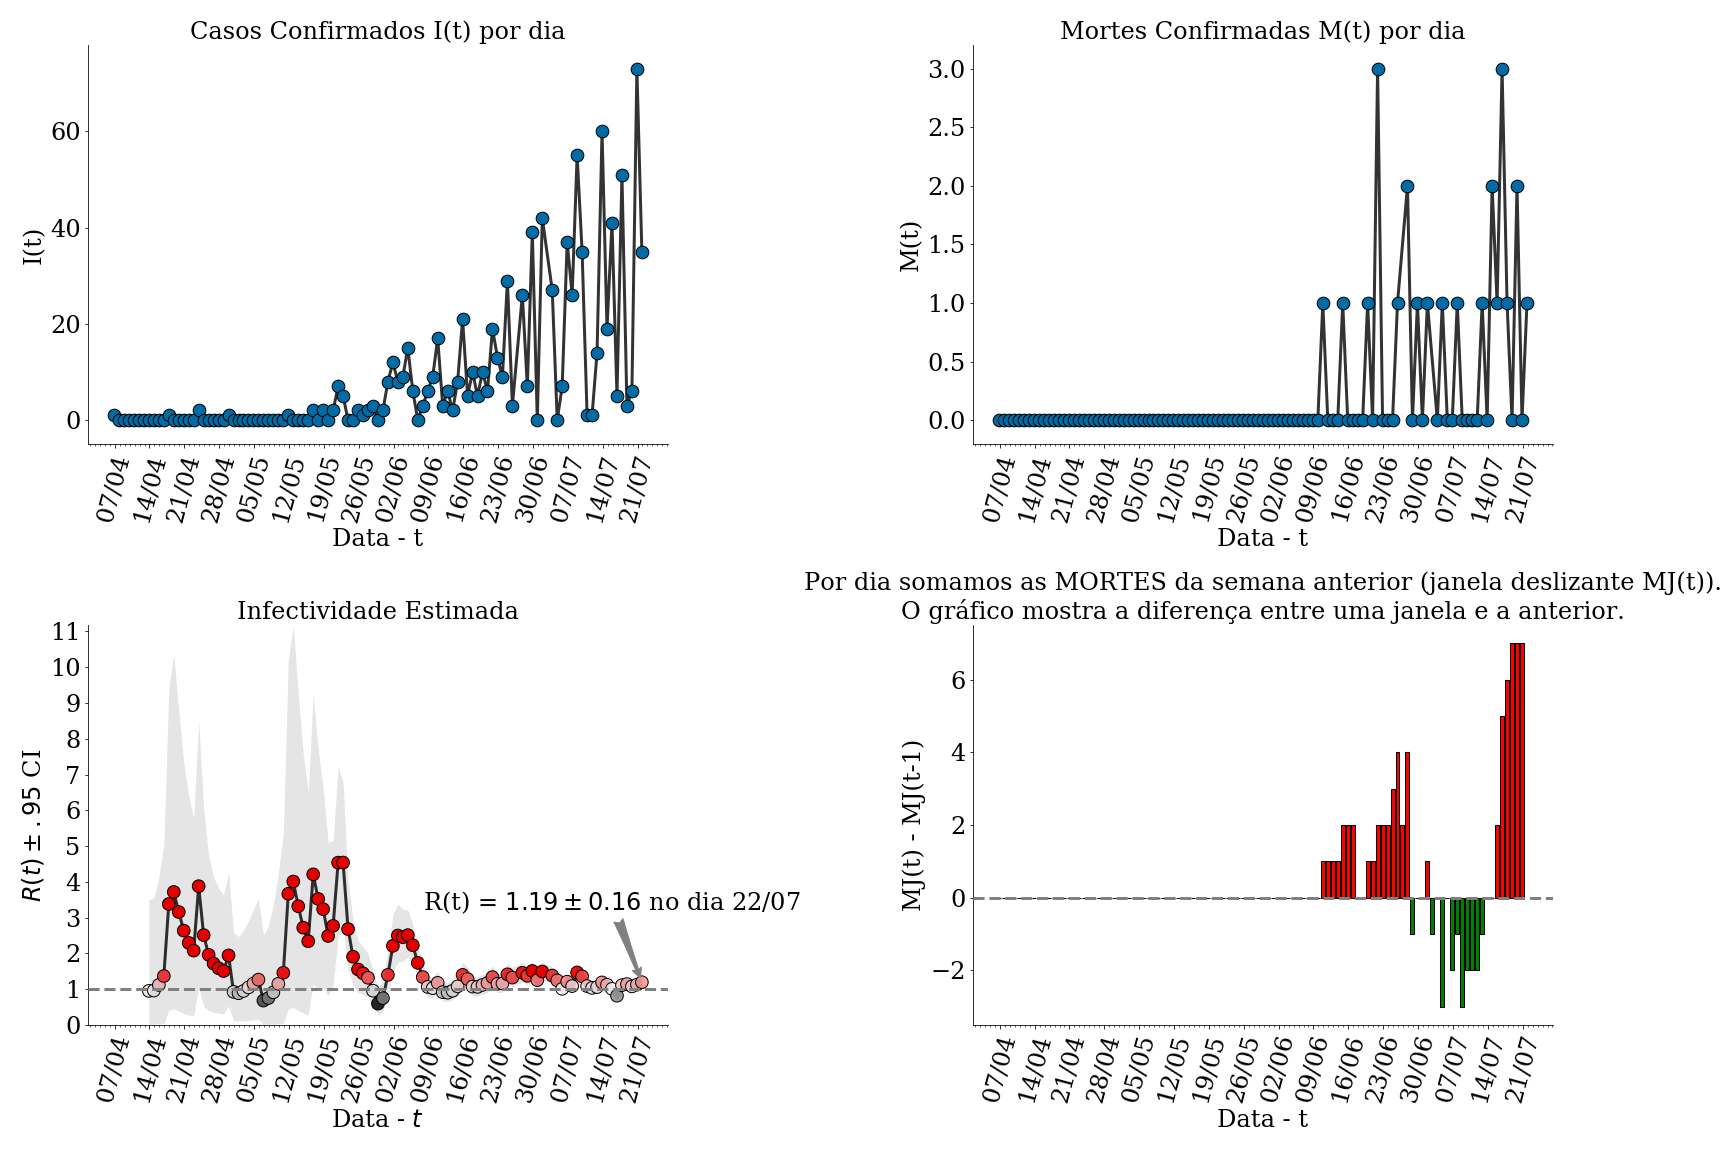 Casos Confirmados I(t) por dia
I(t)
60
40
20
0
07/04 14/04 21/04 28/04 05/05 12/05 19/05 26/05 02/06 09/06 16/06 23/06 30/06 07/07 14/07 21/07
Data - t
Mortes Confirmadas M(t) por dia
M(t)
3.0
2.5
2.0
1.5
1.0
0.5
0.0
07/04 14/04 21/04 28/04 05/05 12/05 19/05 26/05 02/06 09/06 16/06 23/06 30/06 07/07 14/07 21/07
Data - t
Infectividade Estimada
R(t) ± .95 CI
11
10
9
8
7
6
5
4
3
2
1
0
R(t) = 1.19 ± 0.16 no dia 22/07
07/04 14/04 21/04 28/04 05/05 12/05 19/05 26/05 02/06 09/06 16/06 23/06 30/06 07/07 14/07 21/07
Data - t
Por dia somamos as MORTES da semana anterior (janela deslizante MJ(t)).
O gráfico mostra a diferença entre uma janela e a anterior.
MJ(t) - MJ(t-1)
6
4
2
0
−2
07/04 14/04 21/04 28/04 05/05 12/05 19/05 26/05 02/06 09/06 16/06 23/06 30/06 07/07 14/07 21/07
Data - t